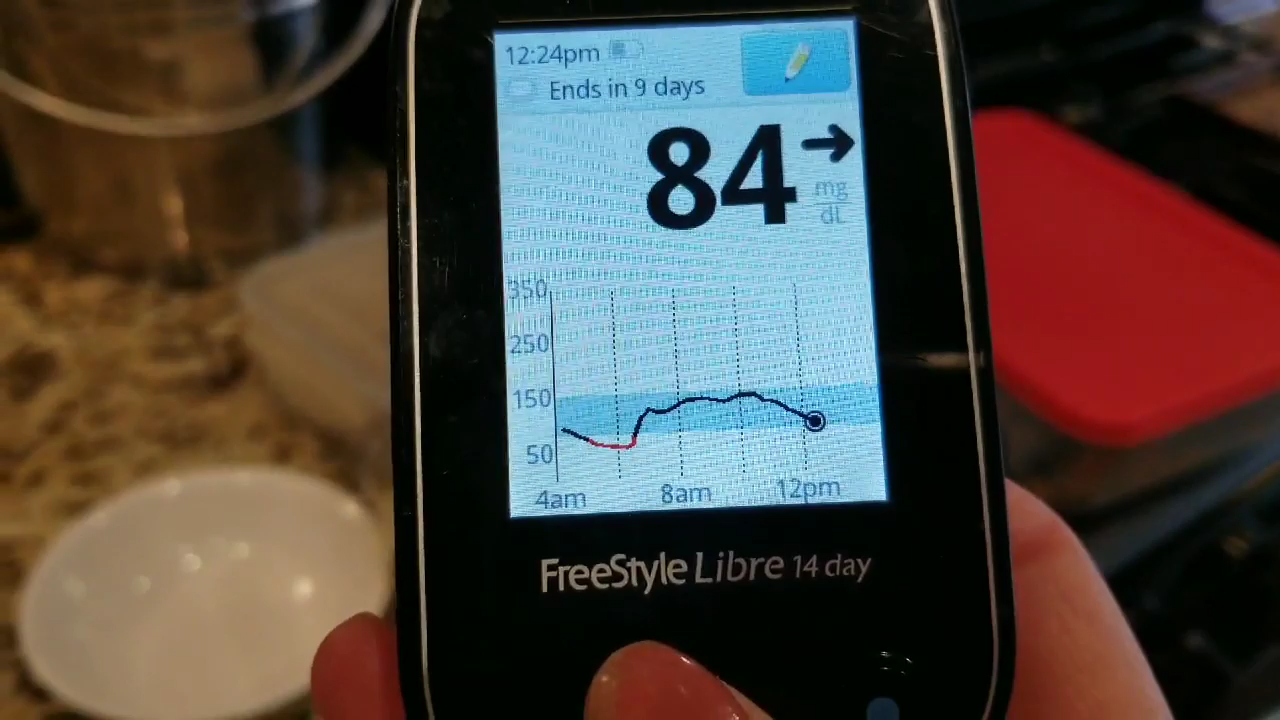 12:24pm
Ends in 9 days
84
mg
dL
350
250
150
50
4am 8am 12pm
FreeStyle Libre 14 day